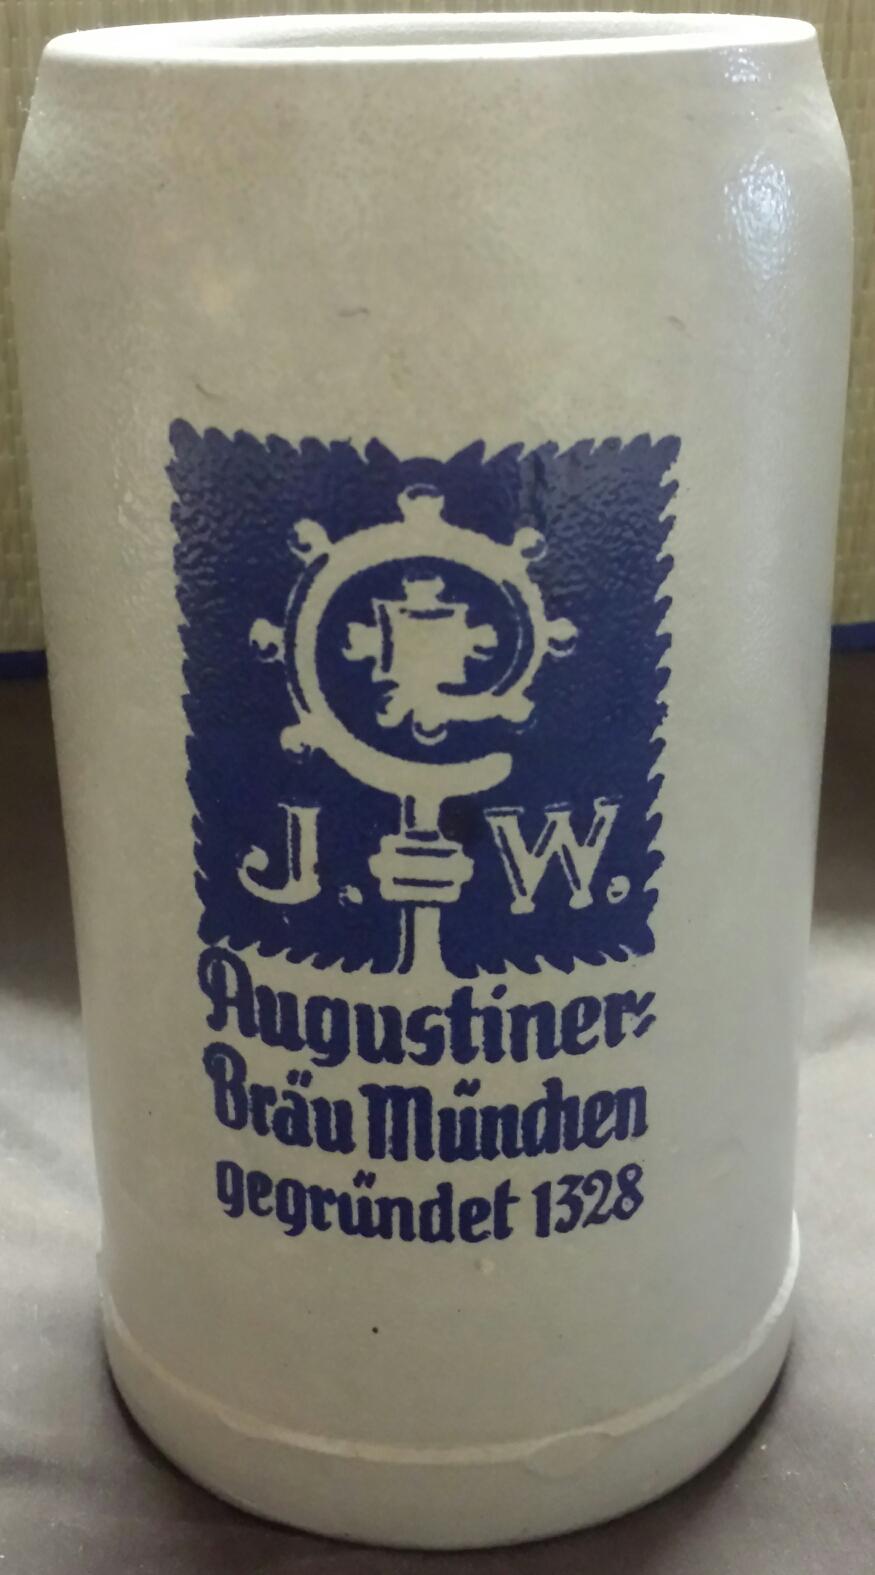 J. W.
Augustiner-
Bräu München
gegründet 1328